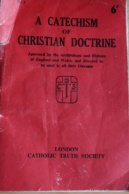 6ᴰ
A CATECHISM
OF
CHRISTIAN DOCTRINE
Approved by the Archbishops and Bishops
of England and Wales, and directed to
be used in all their Dioceses
LONDON
CATHOLIC TRUTH SOCIETY